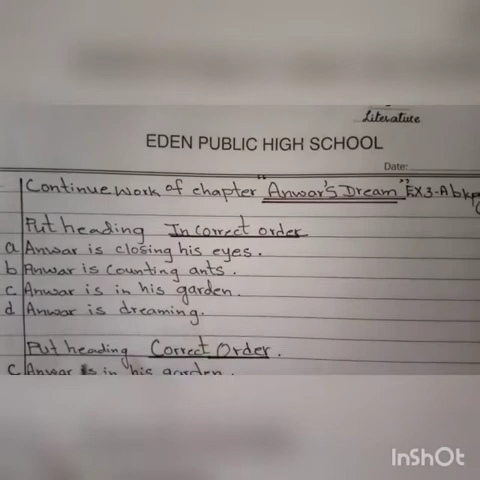 Literature
EDEN PUBLIC HIGH SCHOOL
Date:
Continue work of chapter "Anwar's Dream" EX3-A bk
Put heading Incorrect order
a Anwar is closing his eyes.
b Anwar is counting ants.
c Anwar is in his garden.
d Anwar is dreaming.
Put heading Correct Order.
c Anwar is in his garden.
InShOt